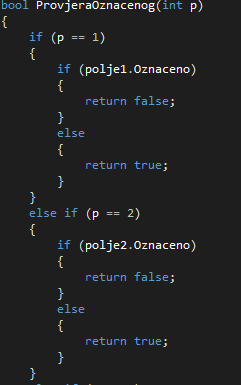 bool ProvjeraOznacenog(int p)
{
    if (p == 1)
    {
        if (polje1.Oznaceno)
        {
            return false;
        }
        else
        {
            return true;
        }
    }
    else if (p == 2)
    {
        if (polje2.Oznaceno)
        {
            return false;
        }
        else
        {
            return true;
        }
    }